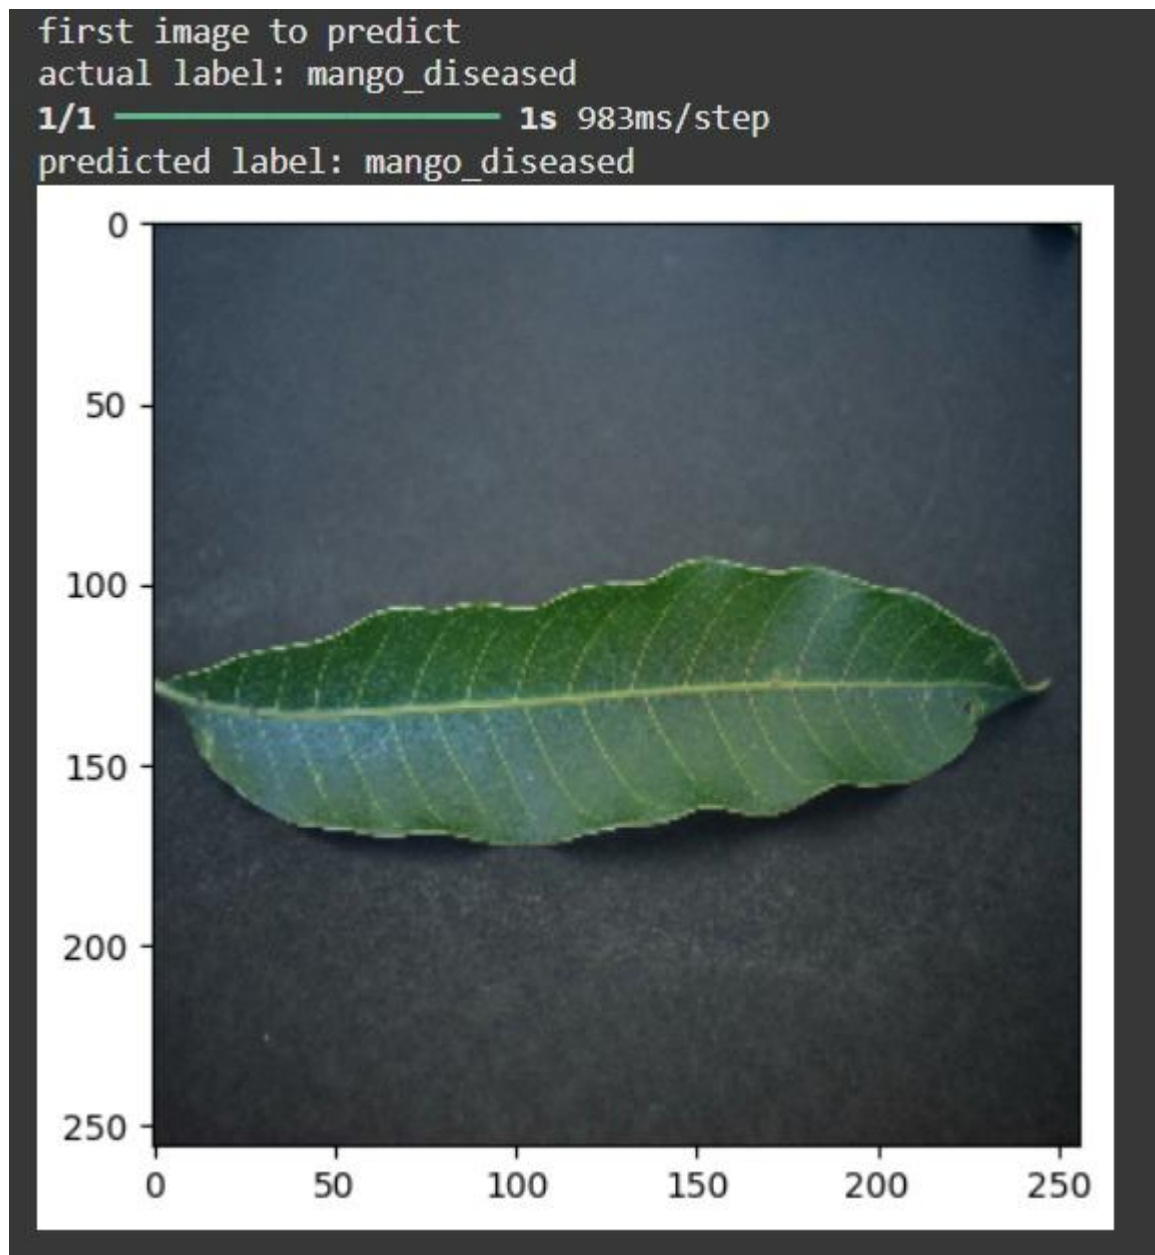 first image to predict
actual label: mango_diseased
1/1 1s 983ms/step
predicted label: mango_diseased
0
50
100
150
200
250
0 50 100 150 200 250